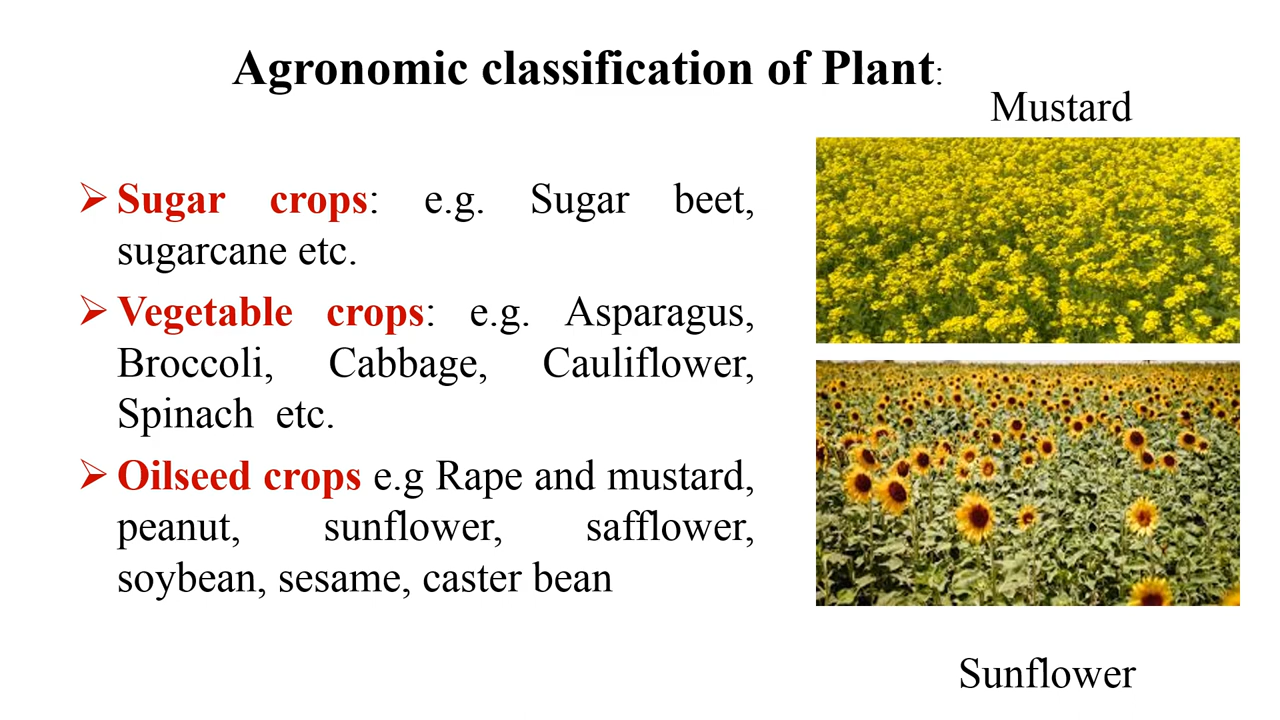 Agronomic classification of Plant:
Mustard
➢ Sugar crops: e.g. Sugar beet,
sugarcane etc.
➢ Vegetable crops: e.g. Asparagus,
Broccoli, Cabbage, Cauliflower,
Spinach etc.
➢ Oilseed crops e.g Rape and mustard,
peanut, sunflower, safflower,
soybean, sesame, caster bean
Sunflower